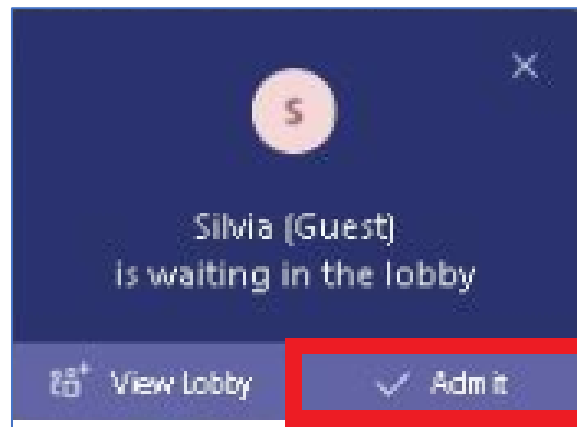 S
Silvia (Guest)
is waiting in the lobby
View Lobby
Admit